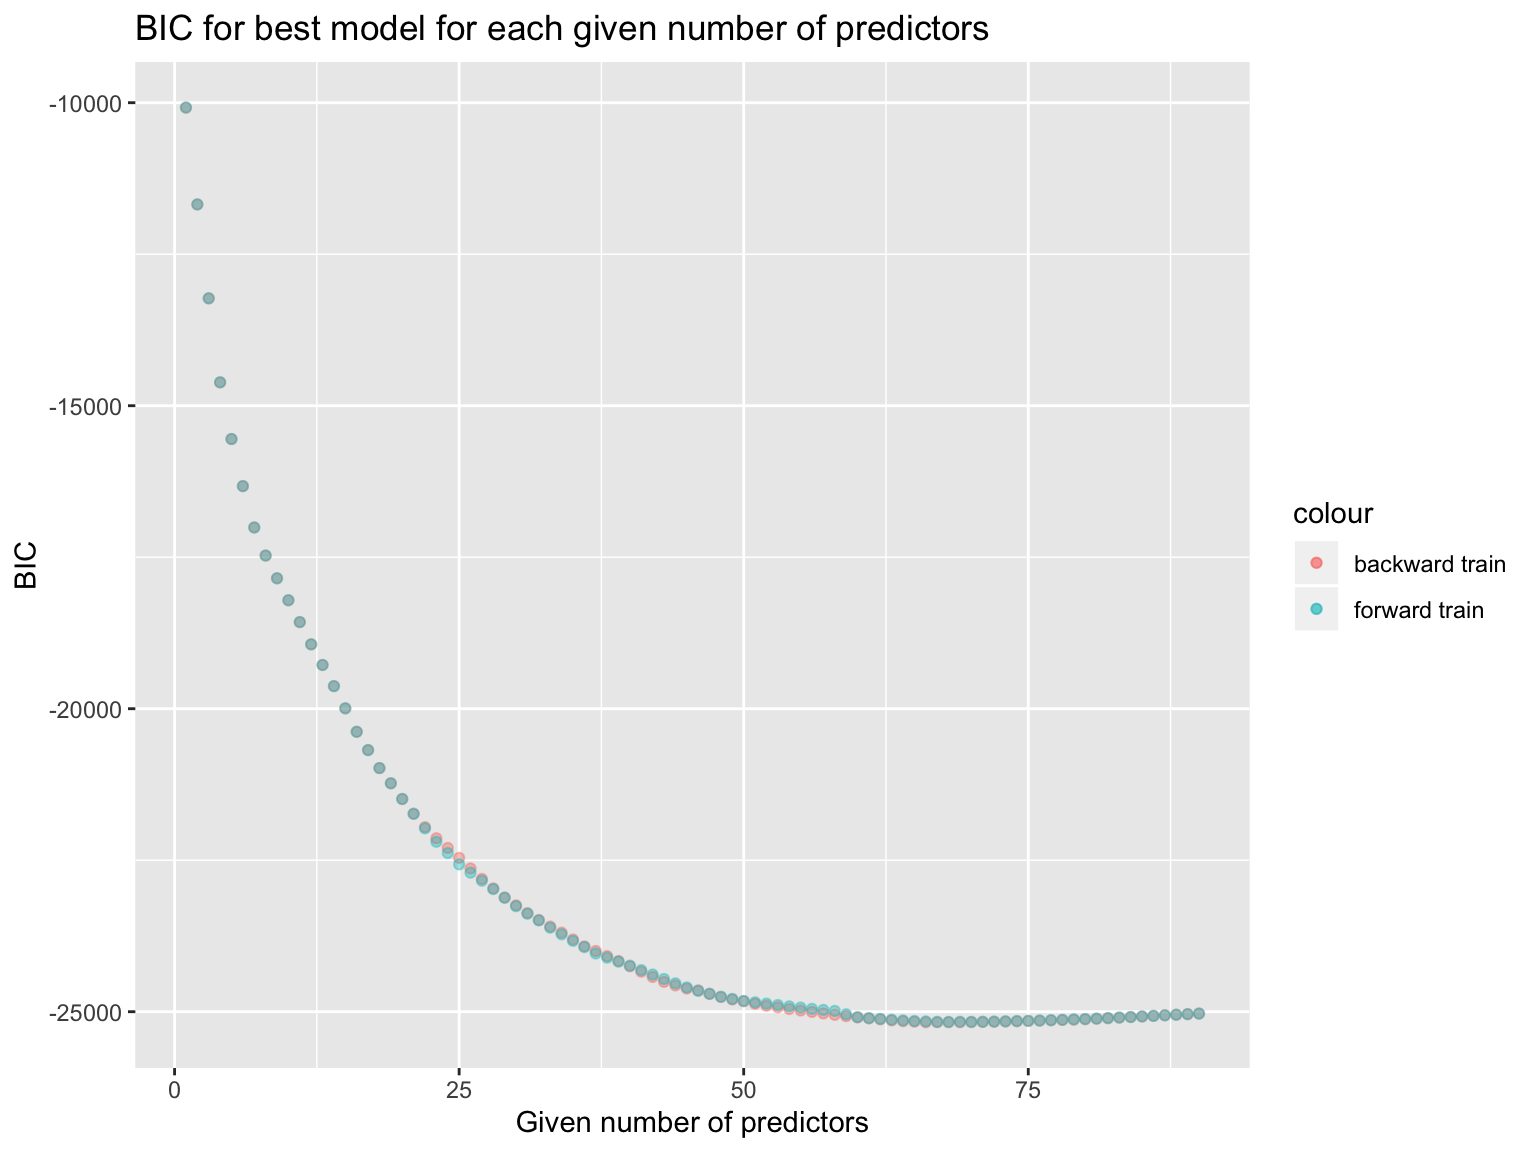 BIC for best model for each given number of predictors
-10000
-15000
-20000
-25000
BIC
0
25
50
75
Given number of predictors
colour
backward train
forward train